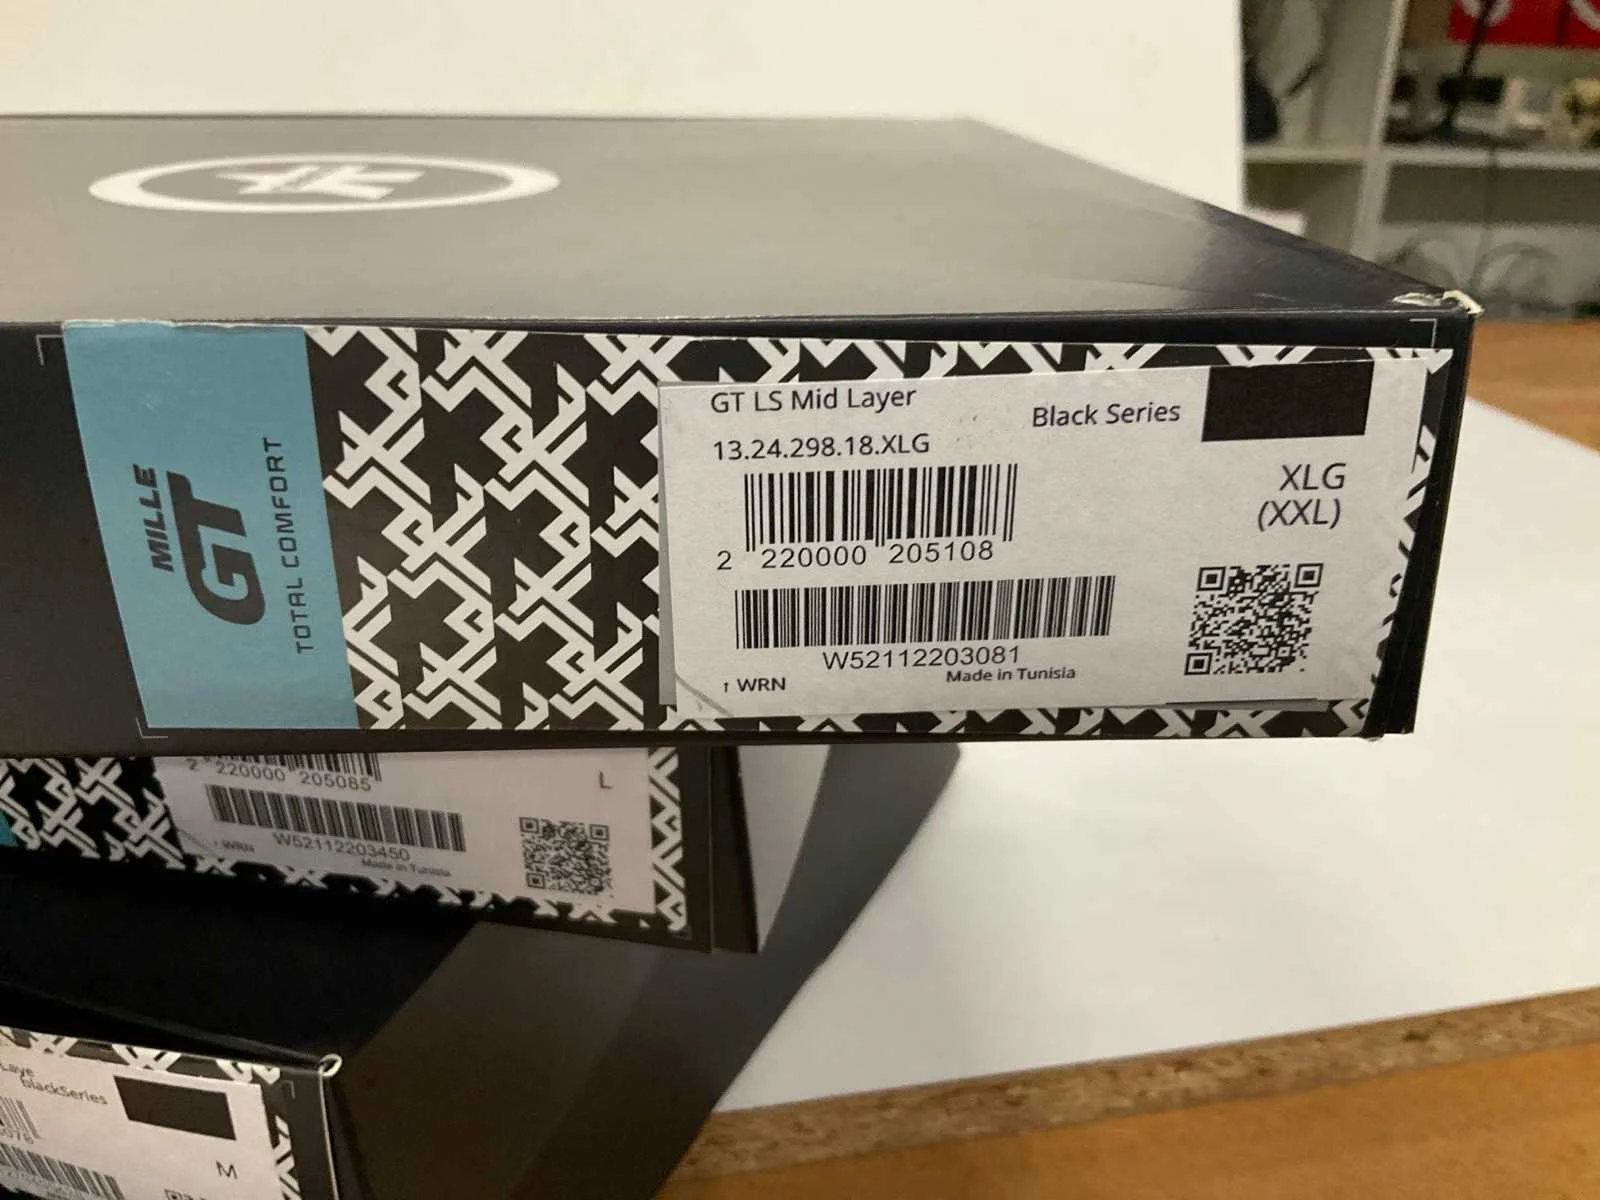 MILLE
GT
TOTAL COMFORT
GT LS Mid Layer
Black Series
13.24.298.18.XLG
XLG
(XXL)
2 220000 205108
W52112203081
Made in Tunisia
WRN
2 220000 205085
L
W52112203450
WRN
Made in Tunisia
blackSeries
M